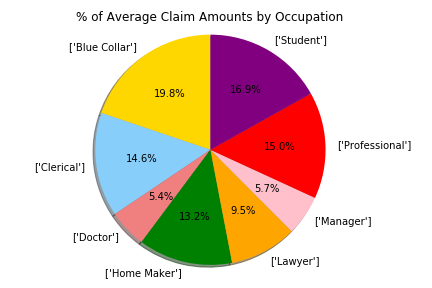 % of Average Claim Amounts by Occupation
['Student']
['Blue Collar']
16.9%
19.8%
['Professional']
15.0%
14.6%
['Clerical']
5.7%
5.4%
9.5%
13.2%
['Manager']
['Doctor']
['Lawyer']
['Home Maker']